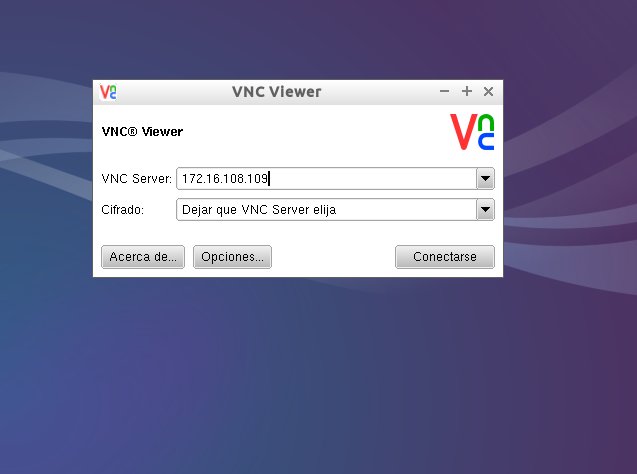 VNC Viewer
VNC® Viewer
VNC Server: 172.16.108.109
Cifrado: Dejar que VNC Server elija
Acerca de... Opciones... Conectarse